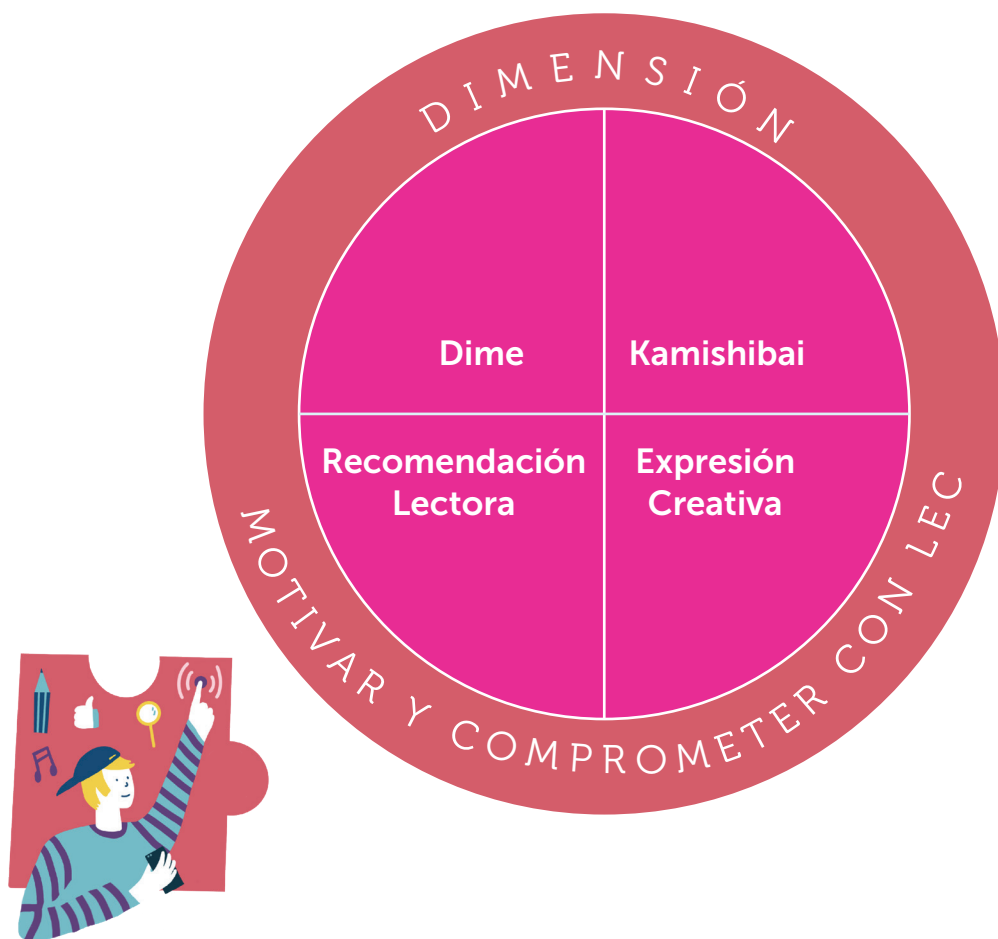 DIMENSIÓN
Dime
Kamishibai
Recomendación
Lectora
Expresión
Creativa
MOTIVAR Y COMPROMETER CON LEC